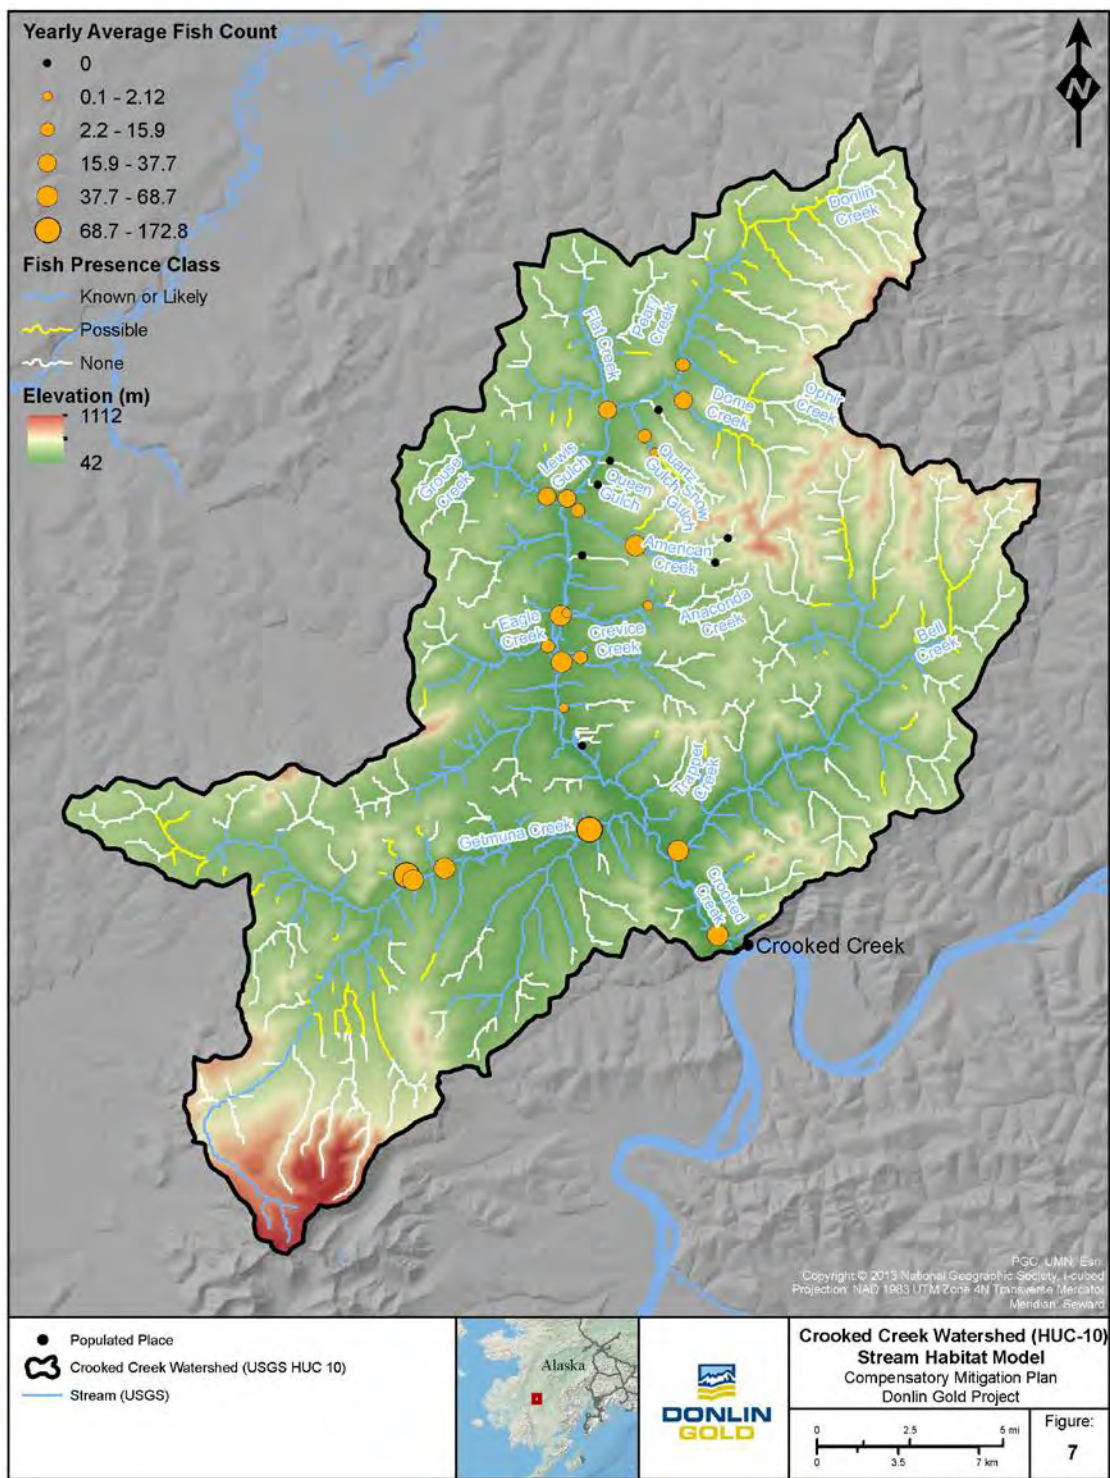 Yearly Average Fish Count
0
0.1 - 2.12
2.2 - 15.9
15.9 - 37.7
37.7 - 68.7
68.7 - 172.8
Fish Presence Class
Known or Likely
Possible
None
Elevation (m)
1112
42
N
Donlin
Creek
Flat Creek
Peary
Creek
Dome
Creek
Ophir
Creek
Grouse
Creek
Lewis
Gulch
Queen
Gulch
Quartz
Gulch
Snow
Gulch
American
Creek
Anaconda
Creek
Eagle
Creek
Crevice
Creek
Bell
Creek
Trapper
Creek
Getmuna Creek
Crooked
Creek
Crooked Creek
PGC, UMN, Esri
Copyright:© 2013 National Geographic Society, i-cubed
Projection: NAD 1983 UTM Zone 4N Transverse Mercator
Meridian: Seward
Populated Place
Crooked Creek Watershed (USGS HUC 10)
Stream (USGS)
Alaska
DONLIN
GOLD
Crooked Creek Watershed (HUC-10)
Stream Habitat Model
Compensatory Mitigation Plan
Donlin Gold Project
0 2.5 5 mi
0 3.5 7 km
Figure:
7